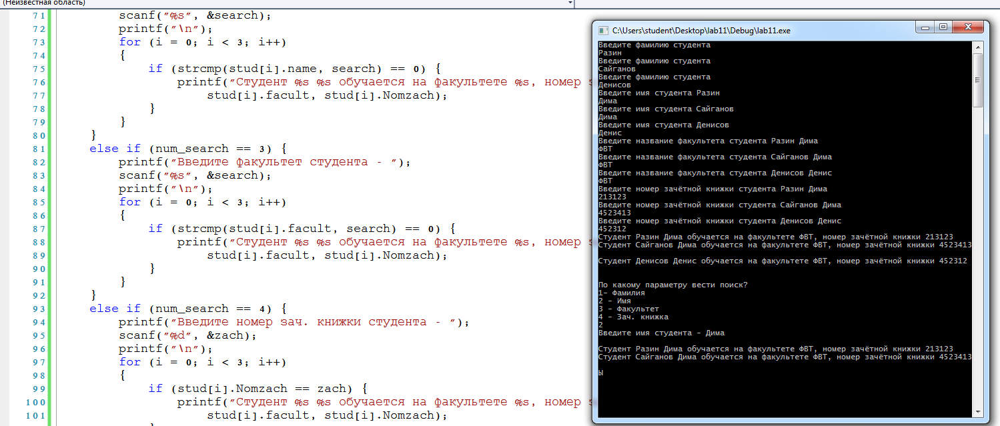 (Неизвестная область)
71 scanf("%s", &search);
72 printf("\n");
73 for (i = 0; i < 3; i++)
74 {
75 if (strcmp(stud[i].name, search) == 0) {
76 printf("Студент %s %s обучается на факультете %s, номер
77 stud[i].facult, stud[i].Nomzach);
78 }
79 }
80 }
81 else if (num_search == 3) {
82 printf("Введите факультет студента - ");
83 scanf("%s", &search);
84 printf("\n");
85 for (i = 0; i < 3; i++)
86 {
87 if (strcmp(stud[i].facult, search) == 0) {
88 printf("Студент %s %s обучается на факультете %s, номер
89 stud[i].facult, stud[i].Nomzach);
90 }
91 }
92 }
93 else if (num_search == 4) {
94 printf("Введите номер зач. книжки студента - ");
95 scanf("%d", &zach);
96 printf("\n");
97 for (i = 0; i < 3; i++)
98 {
99 if (stud[i].Nomzach == zach) {
100 printf("Студент %s %s обучается на факультете %s, номер
101 stud[i].facult, stud[i].Nomzach);
C:\Users\student\Desktop\lab11\Debug\lab11.exe
Введите фамилию студента
Разин
Введите фамилию студента
Сайганов
Введите фамилию студента
Денисов
Введите имя студента Разин
Дима
Введите имя студента Сайганов
Дима
Введите имя студента Денисов
Денис
Введите название факультета студента Разин Дима
ФВТ
Введите название факультета студента Сайганов Дима
ФВТ
Введите название факультета студента Денисов Денис
ФВТ
Введите номер зачётной книжки студента Разин Дима
213123
Введите номер зачётной книжки студента Сайганов Дима
4523413
Введите номер зачётной книжки студента Денисов Денис
452312
Студент Разин Дима обучается на факультете ФВТ, номер зачётной книжки 213123
Студент Сайганов Дима обучается на факультете ФВТ, номер зачётной книжки 4523413
Студент Денисов Денис обучается на факультете ФВТ, номер зачётной книжки 452312
По какому параметру вести поиск?
1- Фамилия
2 - Имя
3 - Факультет
4 - Зач. книжка
2
Введите имя студента - Дима
Студент Разин Дима обучается на факультете ФВТ, номер зачётной книжки 213123
Студент Сайганов Дима обучается на факультете ФВТ, номер зачётной книжки 4523413
Ы